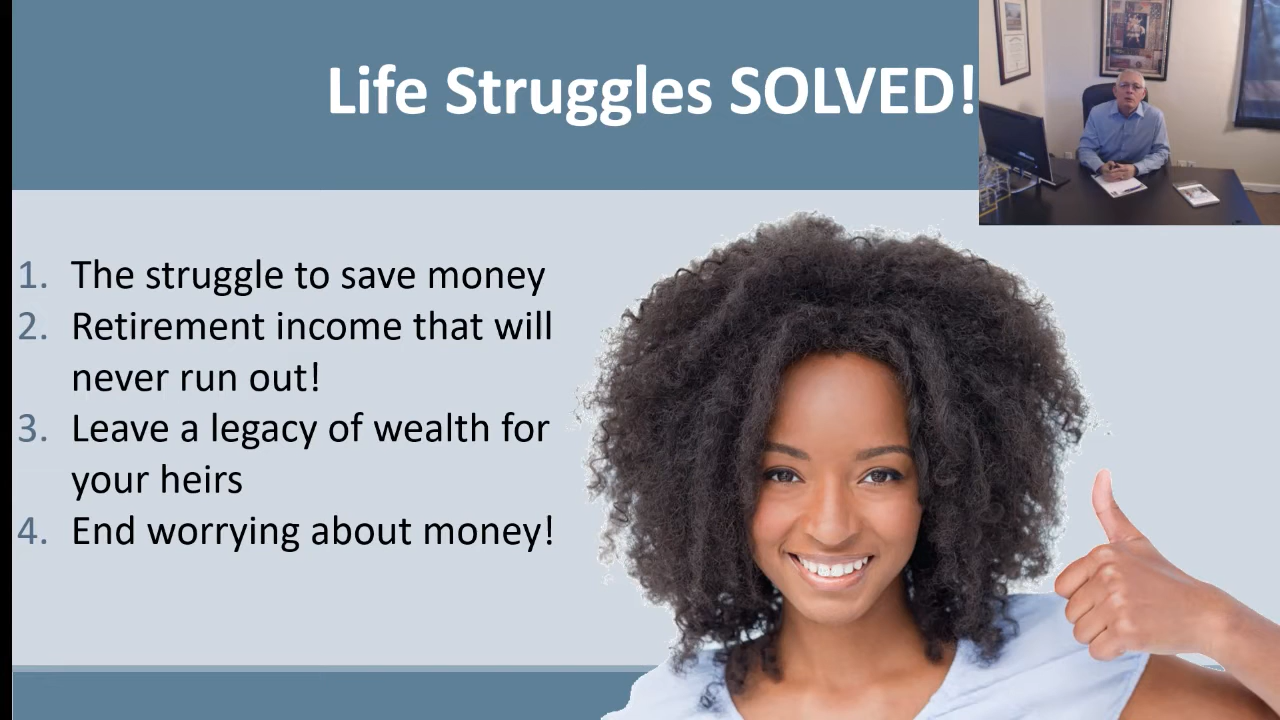 Life Struggles SOLVED!
1. The struggle to save money
2. Retirement income that will
never run out!
3. Leave a legacy of wealth for
your heirs
4. End worrying about money!